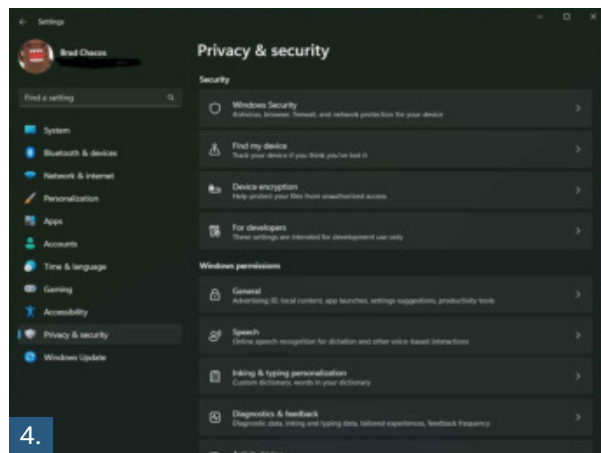 Settings
Brad Chacos
Find a setting
System
Bluetooth & devices
Network & internet
Personalization
Apps
Accounts
Time & language
Gaming
Accessibility
Privacy & security
Windows Update
Privacy & security
Security
Windows Security
Antivirus, browser, firewall, and network protection for your device
Find my device
Track your device if you think you've lost it
Device encryption
Help protect your files from unauthorized access
For developers
These settings are intended for development use only
Windows permissions
General
Advertising ID, local content, app launches, settings suggestions, productivity tools
Speech
Online speech recognition for dictation and other voice-based interactions
Inking & typing personalization
Custom dictionary, words in your dictionary
Diagnostics & feedback
Diagnostic data, inking and typing data, tailored experiences, feedback frequency
4.